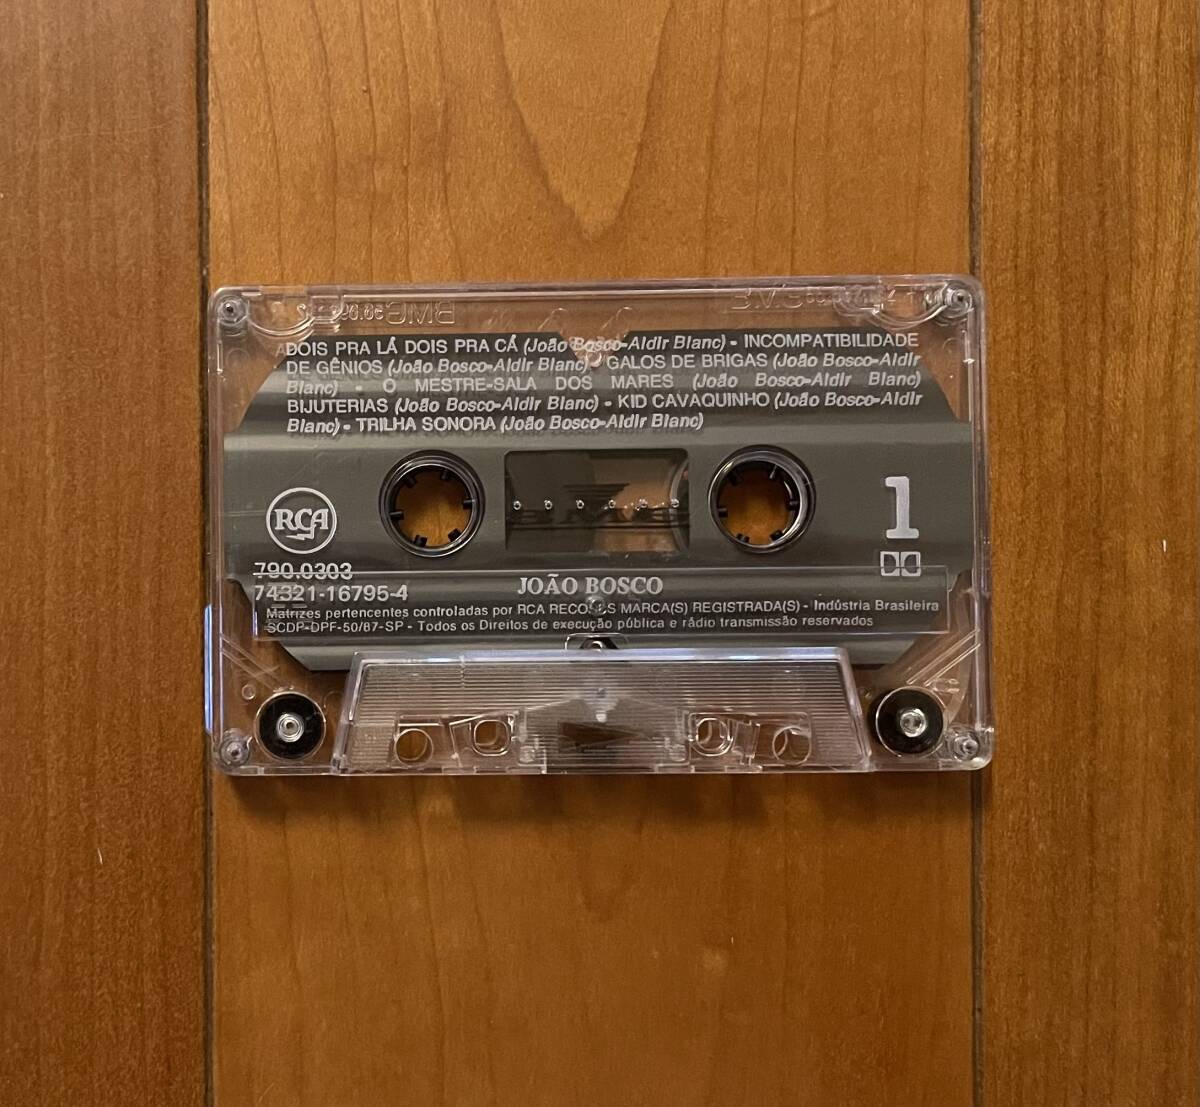 DOIS PRA LÁ DOIS PRA CÁ (João Bosco-Aldir Blanc) - INCOMPATIBILIDADE
DE GÊNIOS (João Bosco-Aldir Blanc) - GALOS DE BRIGAS (João Bosco-Aldir
Blanc) - O MESTRE-SALA DOS MARES (João Bosco-Aldir Blanc)
BIJUTERIAS (João Bosco-Aldir Blanc) - KID CAVAQUINHO (João Bosco-Aldir
Blanc) - TRILHA SONORA (João Bosco-Aldir Blanc)
RCA
BMG
1
790.0303
74321-16795-4
JOÃO BOSCO
Matrizes pertencentes controladas por RCA RECORDS MARCA(S) REGISTRADA(S) - Indústria Brasileira
SCDP-DPF-50/87-SP - Todos os Direitos de execução pública e rádio transmissão reservados